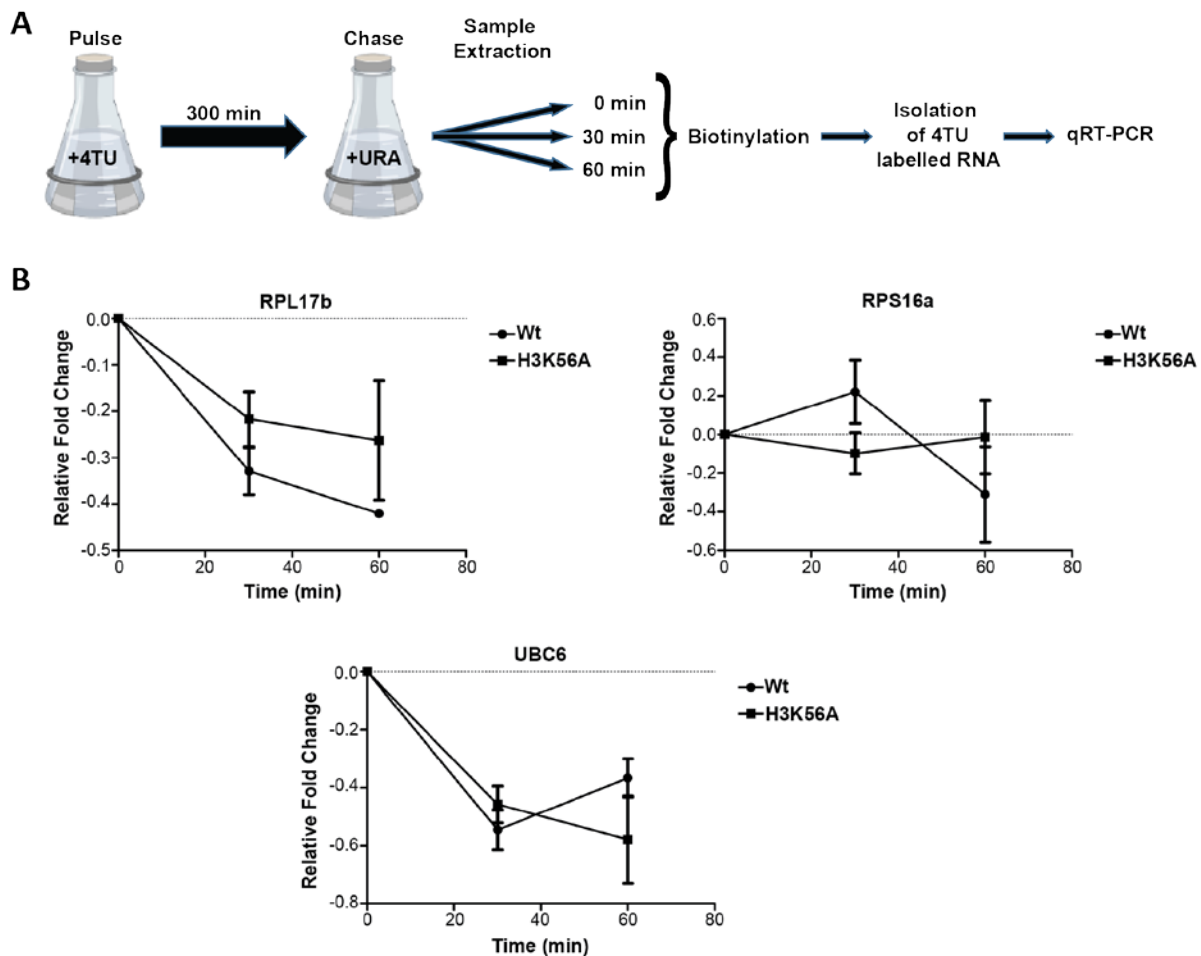 A
Pulse
+4TU
300 min
Chase
+URA
Sample
Extraction
0 min
30 min
60 min
Biotinylation
Isolation
of 4TU
labelled RNA
qRT-PCR
B
RPL17b
Relative Fold Change
0.0
-0.1
-0.2
-0.3
-0.4
-0.5
0 20 40 60 80
Time (min)
Wt
H3K56A
RPS16a
Relative Fold Change
0.6
0.4
0.2
0.0
-0.2
-0.4
-0.6
0 20 40 60 80
Time (min)
Wt
H3K56A
UBC6
Relative Fold Change
0.0
-0.2
-0.4
-0.6
-0.8
0 20 40 60 80
Time (min)
Wt
H3K56A